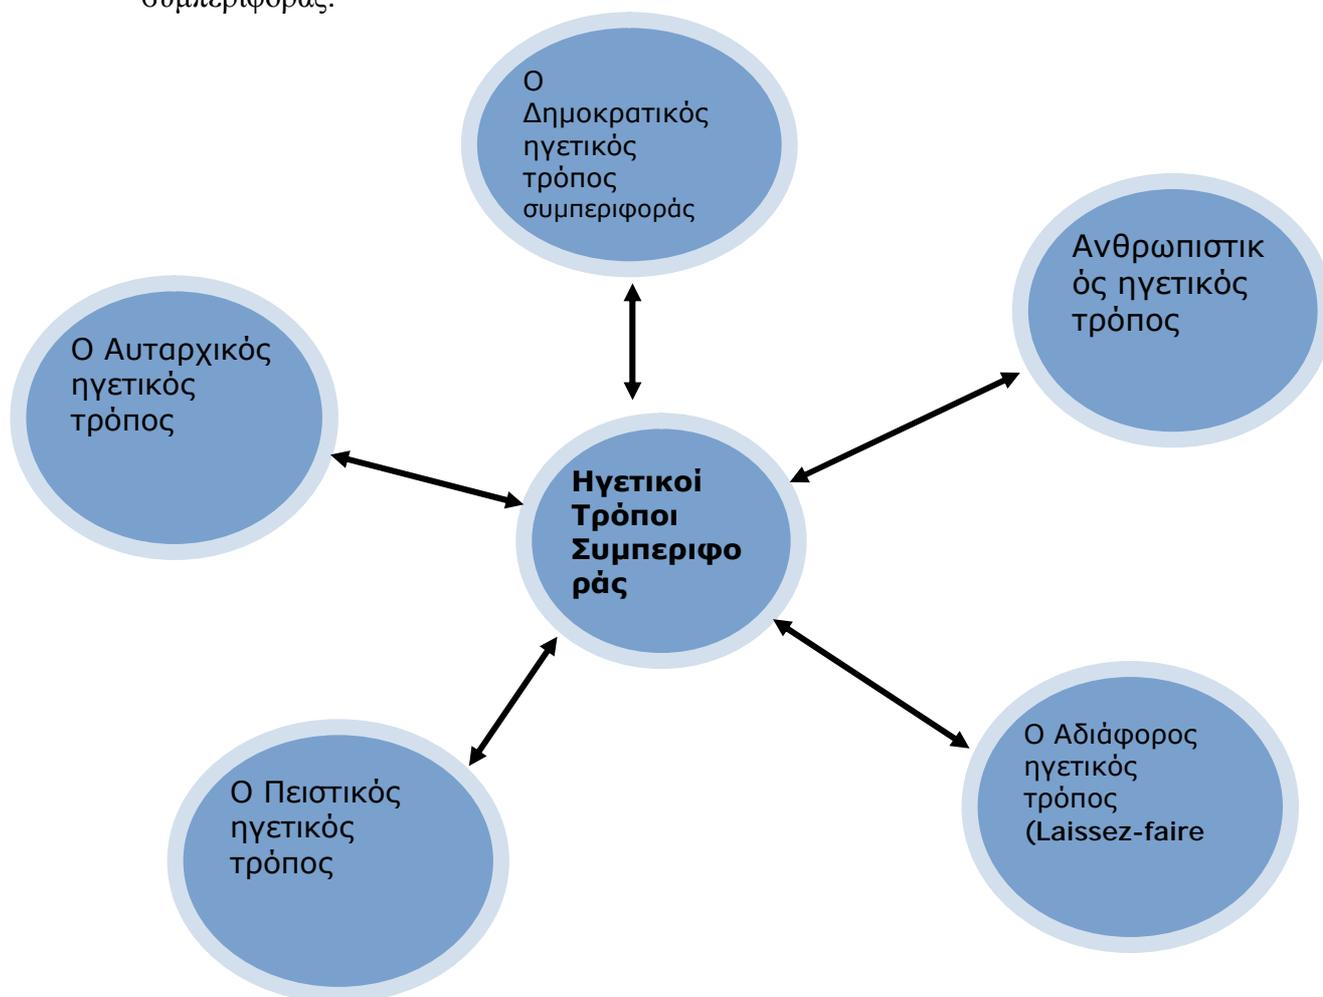 συμπεριφοράς.
Ο
Δημοκρατικός
ηγετικός
τρόπος
συμπεριφοράς
Ανθρωπιστικ
ός ηγετικός
τρόπος
Ο Αυταρχικός
ηγετικός
τρόπος
Ηγετικοί
Τρόποι
Συμπεριφο
ράς
Ο Αδιάφορος
ηγετικός
τρόπος
(Laissez-faire
Ο Πειστικός
ηγετικός
τρόπος